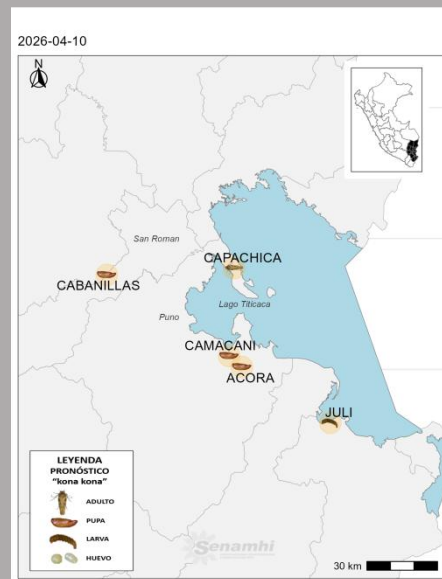 2026-04-10
N
San Roman
CAPACHICA
CABANILLAS
Lago Titicaca
Puno
CAMACANI
ACORA
JULI
LEYENDA
PRONÓSTICO
"kona kona"
ADULTO
PUPA
LARVA
HUEVO
Senamhi
30 km